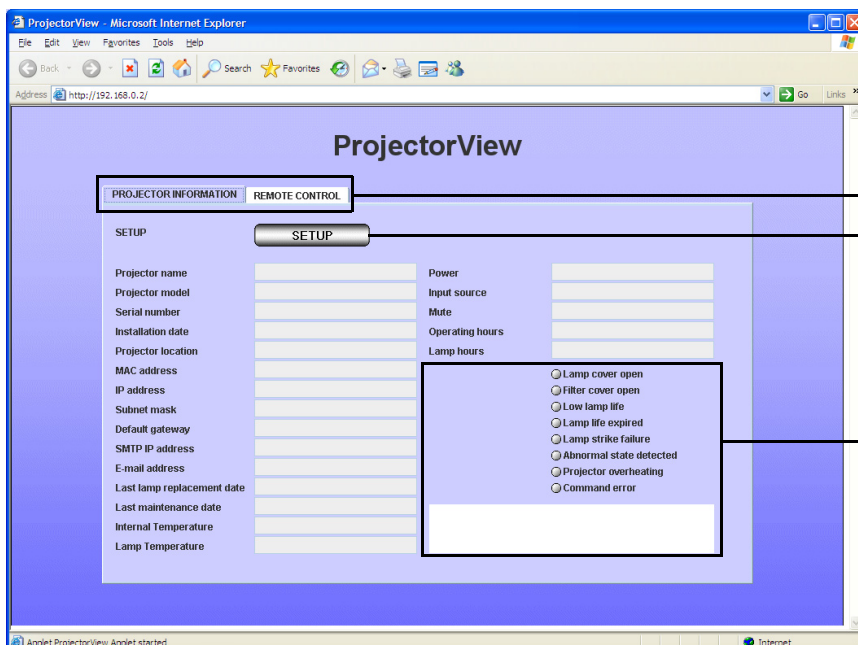 ProjectorView - Microsoft Internet Explorer
File Edit View Favorites Tools Help
Back Search Favorites
Address http://192.168.0.2/ Go Links »
ProjectorView
PROJECTOR INFORMATION REMOTE CONTROL
SETUP SETUP
Projector name Power
Projector model Input source
Serial number Mute
Installation date Operating hours
Projector location Lamp hours
MAC address Lamp cover open
IP address Filter cover open
Subnet mask Low lamp life
Default gateway Lamp life expired
SMTP IP address Lamp strike failure
E-mail address Abnormal state detected
Last lamp replacement date Projector overheating
Last maintenance date Command error
Internal Temperature
Lamp Temperature
Applet ProjectorView Applet started Internet